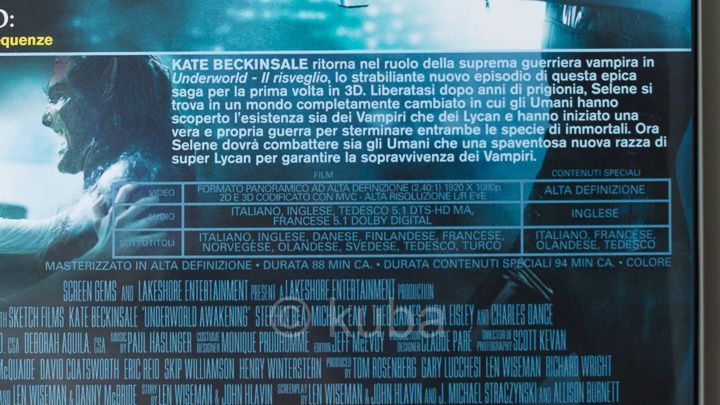 D:
equenze
KATE BECKINSALE ritorna nel ruolo della suprema guerriera vampira in
Underworld - Il risveglio, lo strabiliante nuovo episodio di questa epica
saga per la prima volta in 3D. Liberatasi dopo anni di prigionia, Selene si
trova in un mondo completamente cambiato in cui gli Umani hanno
scoperto l'esistenza sia dei Vampiri che dei Lycan e hanno iniziato una
vera e propria guerra per sterminare entrambe le specie di immortali. Ora
Selene dovrà combattere sia gli Umani che una spaventosa nuova razza di
super Lycan per garantire la sopravvivenza dei Vampiri.
FILM CONTENUTI SPECIALI
VIDEO FORMATO PANORAMICO AD ALTA DEFINIZIONE (2.40:1) 1920 X 1080p ALTA DEFINIZIONE
2D E 3D CODIFICATO CON MVC - ALTA RISOLUZIONE L/R EYE
AUDIO ITALIANO, INGLESE, TEDESCO 5.1 DTS-HD MA, INGLESE
FRANCESE 5.1 DOLBY DIGITAL
SOTTOTITOLI ITALIANO, INGLESE, DANESE, FINLANDESE, FRANCESE, ITALIANO, FRANCESE,
NORVEGESE, OLANDESE, SVEDESE, TEDESCO, TURCO OLANDESE, TEDESCO
MASTERIZZATO IN ALTA DEFINIZIONE • DURATA 88 MIN CA. • DURATA CONTENUTI SPECIALI 94 MIN CA. • COLORE
SCREEN GEMS AND LAKESHORE ENTERTAINMENT PRESENT A LAKESHORE ENTERTAINMENT PRODUCTION
SKETCH FILMS KATE BECKINSALE "UNDERWORLD AWAKENING" STEPHEN REA MICHAEL EALY THEO JAMES INDIA EISLEY AND CHARLES DANCE
CSA DEBORAH AQUILA, CSA MUSIC BY PAUL HASLINGER COSTUME DESIGNER MONIQUE PRUDHOMME EDITOR JEFF McEVOY PRODUCTION DESIGNER CLAUDE PARÉ DIRECTOR OF PHOTOGRAPHY SCOTT KEVAN
McQUAIDE DAVID COATSWORTH ERIC REID SKIP WILLIAMSON HENRY WINTERSTERN PRODUCED BY TOM ROSENBERG GARY LUCCHESI LEN WISEMAN RICHARD WRIGHT
LEN WISEMAN & DANNY McBRIDE STORY BY LEN WISEMAN & JOHN HLAVIN SCREENPLAY BY LEN WISEMAN & JOHN HLAVIN AND J. MICHAEL STRACZYNSKI AND ALLISON BURNETT
© kuba